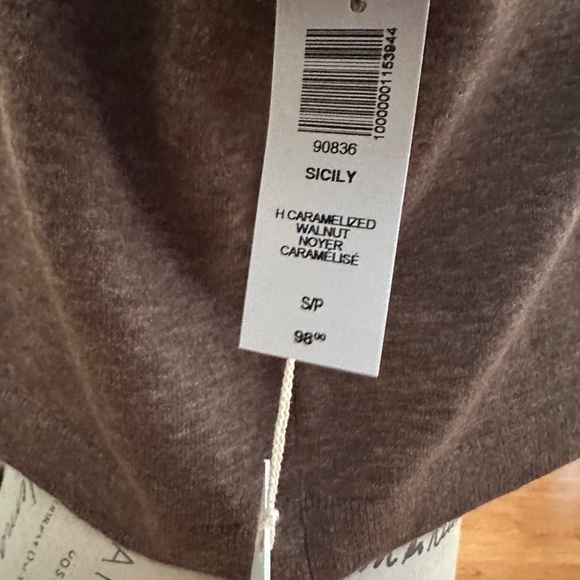 10000001153944
90836
SICILY
H CARAMELIZED
WALNUT
NOYER
CARAMÉLISÉ
S/P
98⁰⁰